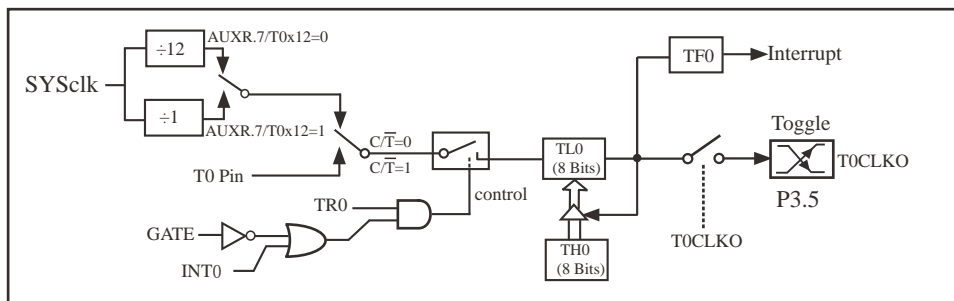 AUXR.7/T0x12=0
÷12
SYSclk
÷1
AUXR.7/T0x12=1
T0 Pin
C/T̅=0
C/T̅=1
TR0
GATE
INT0
control
TL0
(8 Bits)
TH0
(8 Bits)
TF0
Interrupt
Toggle
T0CLKO
P3.5
T0CLKO